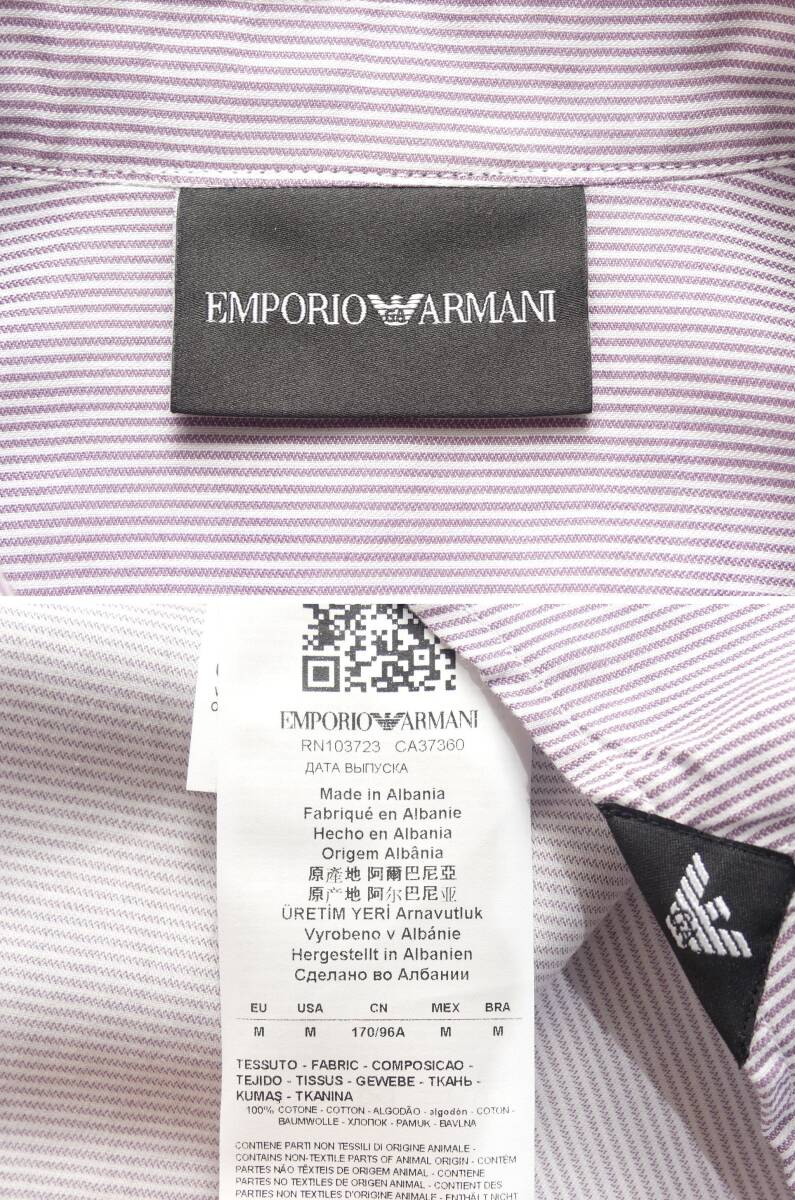 EMPORIO ARMANI
EMPORIO ARMANI
RN103723 CA37360
ДАТА ВЫПУСКА
Made in Albania
Fabriqué en Albanie
Hecho en Albania
Origem Albânia
原產地 阿爾巴尼亞
原产地 阿尔巴尼亚
ÜRETİM YERİ Arnavutluk
Vyrobeno v Albánie
Hergestellt in Albanien
Сделано во Албании
EU USA CN MEX BRA
M M 170/96A M M
TESSUTO - FABRIC - COMPOSICAO -
TEJIDO - TISSUS - GEWEBE - ТКАНЬ -
KUMAŞ - TKANINA
100% COTONE - COTTON - ALGODÃO - algodón - COTON -
BAUMWOLLE - ХЛОПОК - PAMUK - BAVLNA
CONTIENE PARTI NON TESSILI DI ORIGINE ANIMALE -
CONTAINS NON-TEXTILE PARTS OF ANIMAL ORIGIN - CONTÉM
PARTES NÃO TÊXTEIS DE ORIGEM ANIMAL - CONTIENE
PARTES NO TEXTILES DE ORIGEN ANIMAL - CONTIENT DES
PARTIES NON TEXTILES D'ORIGINE ANIMALE - ENTHÄLT NICHT
GA